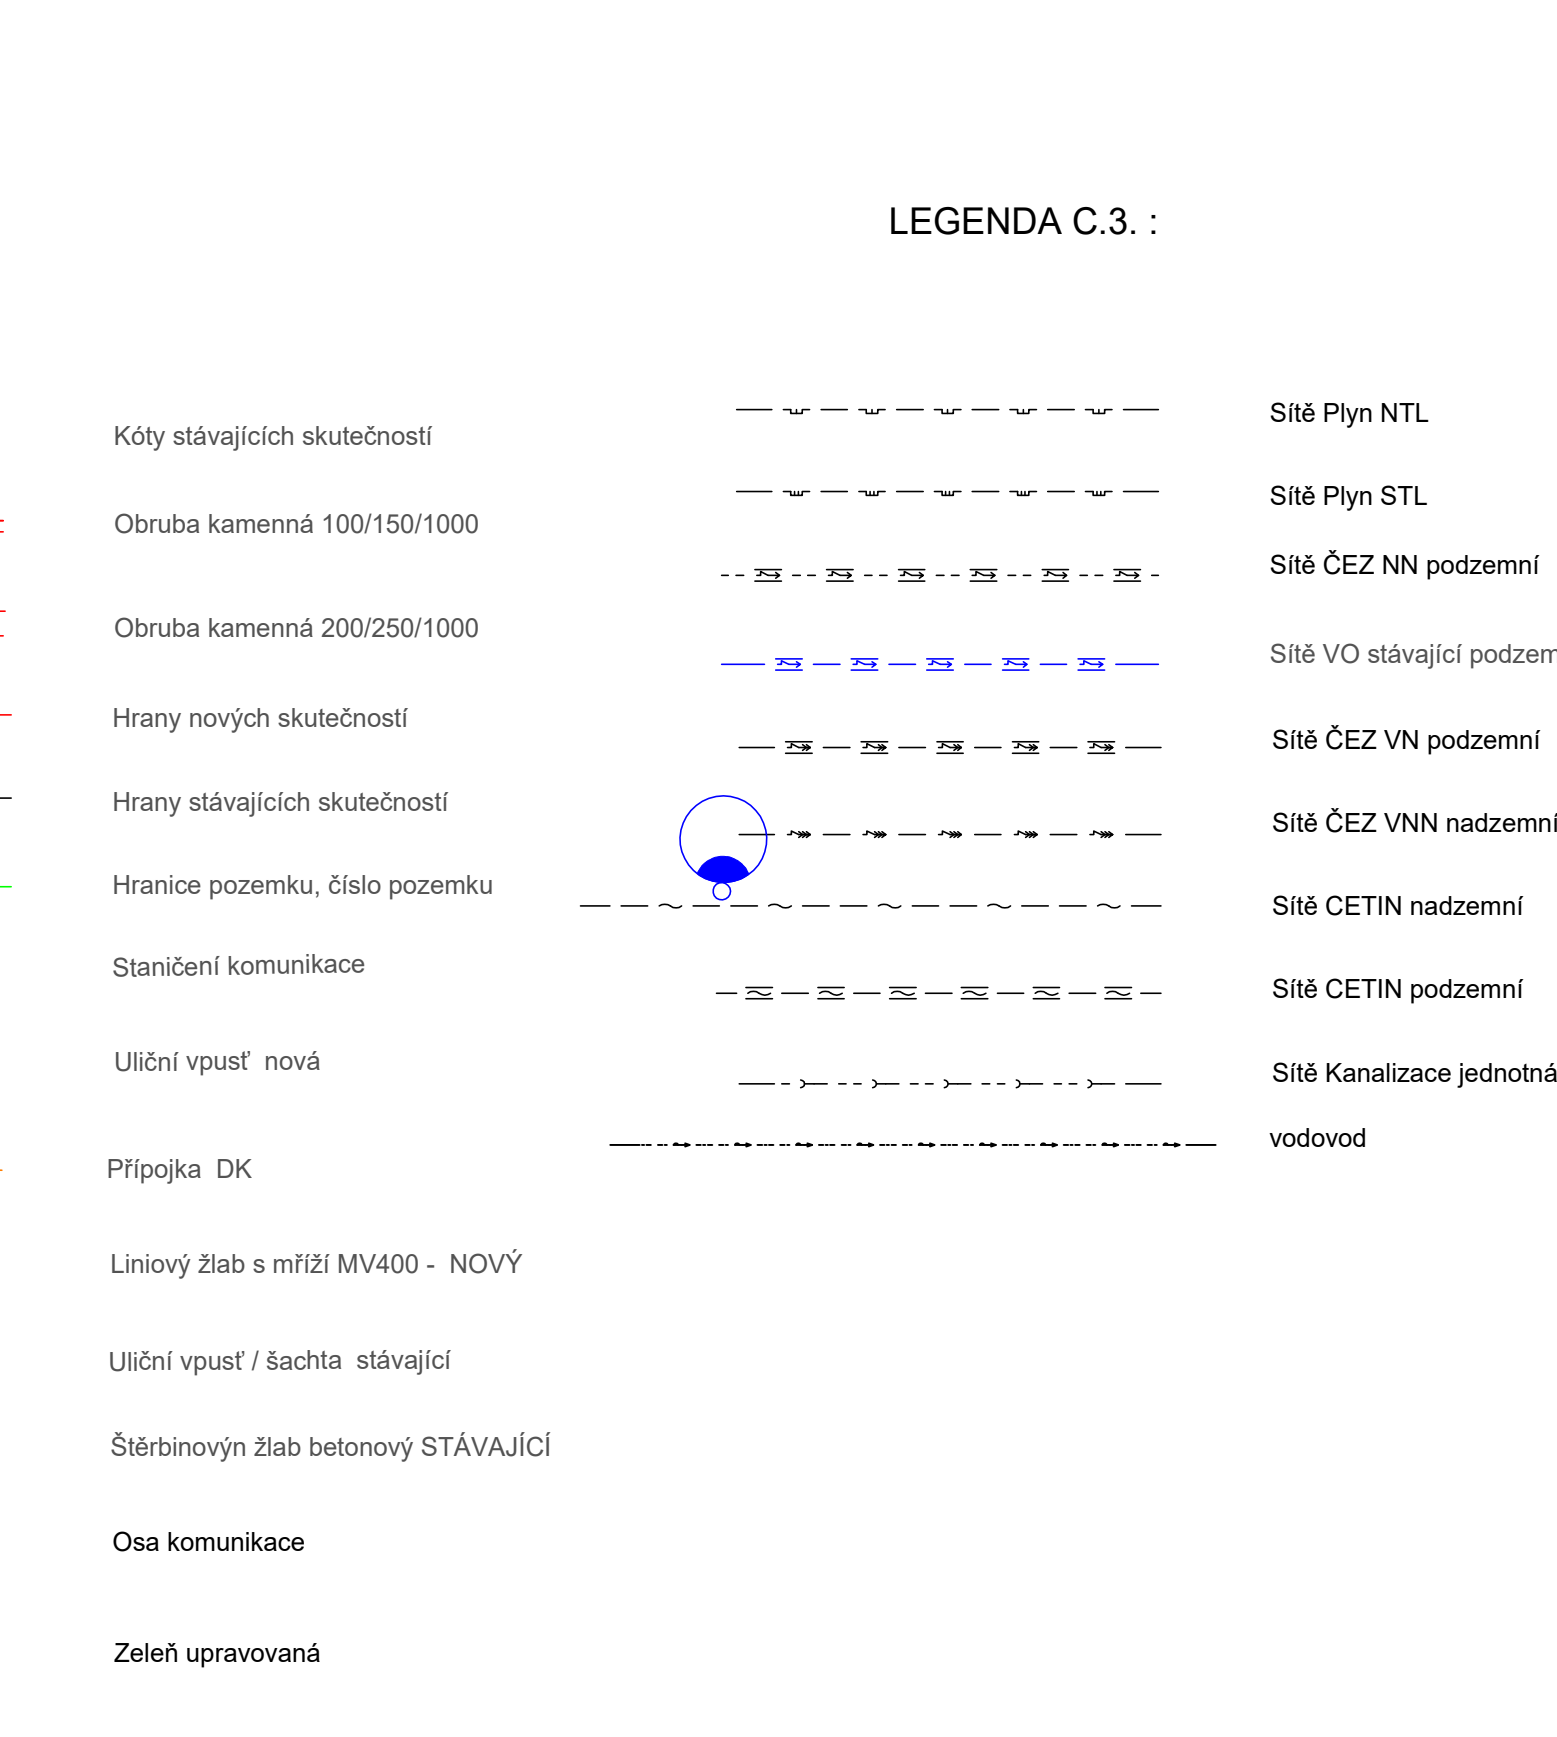 LEGENDA C.3. :
Kóty stávajících skutečností
Obruba kamenná 100/150/1000
Obruba kamenná 200/250/1000
Hrany nových skutečností
Hrany stávajících skutečností
Hranice pozemku, číslo pozemku
Staničení komunikace
Uliční vpusť nová
Přípojka DK
Liniový žlab s mříží MV400 - NOVÝ
Uliční vpusť / šachta stávající
Štěrbinovýn žlab betonový STÁVAJÍCÍ
Osa komunikace
Zeleň upravovaná
Sítě Plyn NTL
Sítě Plyn STL
Sítě ČEZ NN podzemní
Sítě VO stávající podzem
Sítě ČEZ VN podzemní
Sítě ČEZ VNN nadzemní
Sítě CETIN nadzemní
Sítě CETIN podzemní
Sítě Kanalizace jednotná
vodovod